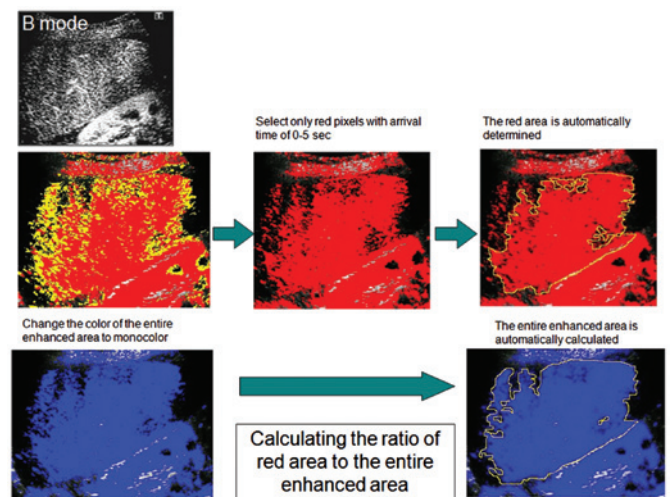 B mode
Select only red pixels with arrival
time of 0-5 sec
The red area is automatically
determined
Change the color of the entire
enhanced area to monocolor
The entire enhanced area is
automatically calculated
Calculating the ratio of
red area to the entire
enhanced area